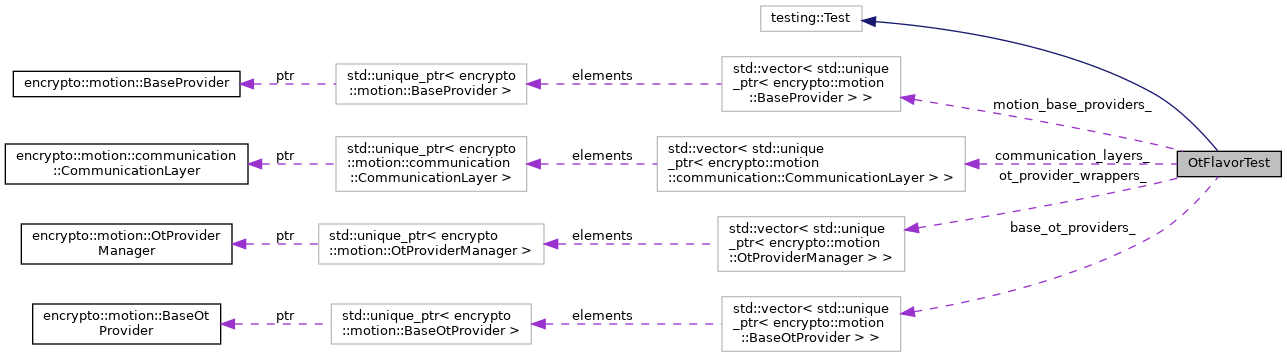 testing::Test
encrypto::motion::BaseProvider
ptr
std::unique_ptr< encrypto
::motion::BaseProvider >
elements
std::vector< std::unique
_ptr< encrypto::motion
::BaseProvider > >
motion_base_providers_
encrypto::motion::communication
::CommunicationLayer
ptr
std::unique_ptr< encrypto
::motion::communication
::CommunicationLayer >
elements
std::vector< std::unique
_ptr< encrypto::motion
::communication::CommunicationLayer > >
communication_layers_
OtFlavorTest
encrypto::motion::OtProvider
Manager
ptr
std::unique_ptr< encrypto
::motion::OtProviderManager >
elements
std::vector< std::unique
_ptr< encrypto::motion
::OtProviderManager > >
ot_provider_wrappers_
encrypto::motion::BaseOt
Provider
ptr
std::unique_ptr< encrypto
::motion::BaseOtProvider >
elements
std::vector< std::unique
_ptr< encrypto::motion
::BaseOtProvider > >
base_ot_providers_